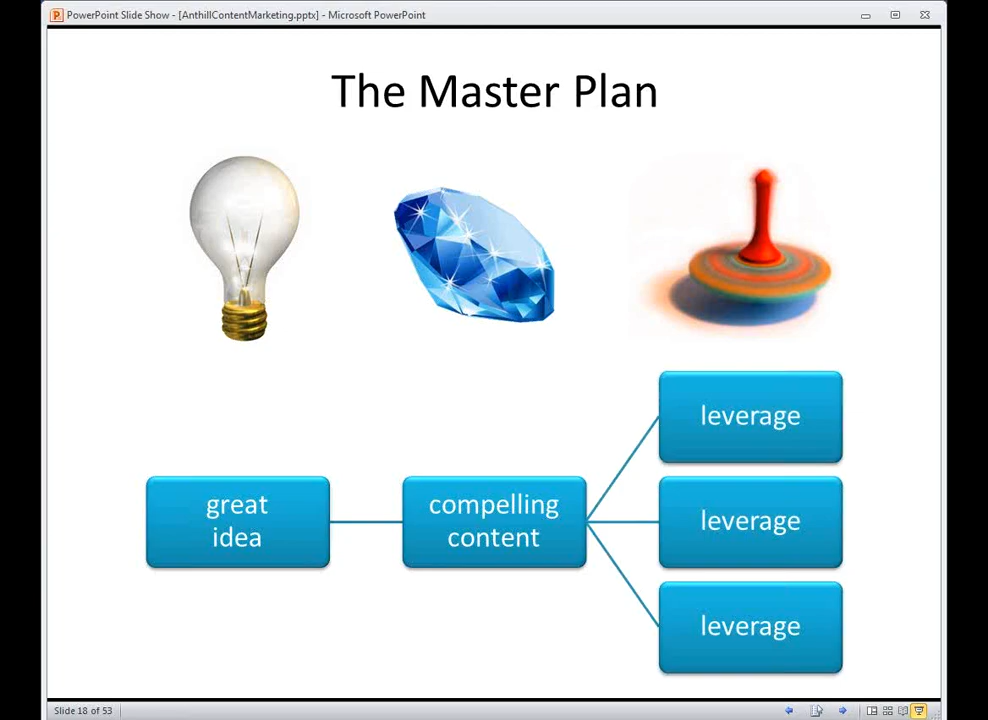 PowerPoint Slide Show - [AnthillContentMarketing.pptx] - Microsoft PowerPoint
The Master Plan
great
idea
compelling
content
leverage
leverage
leverage
Slide 18 of 53